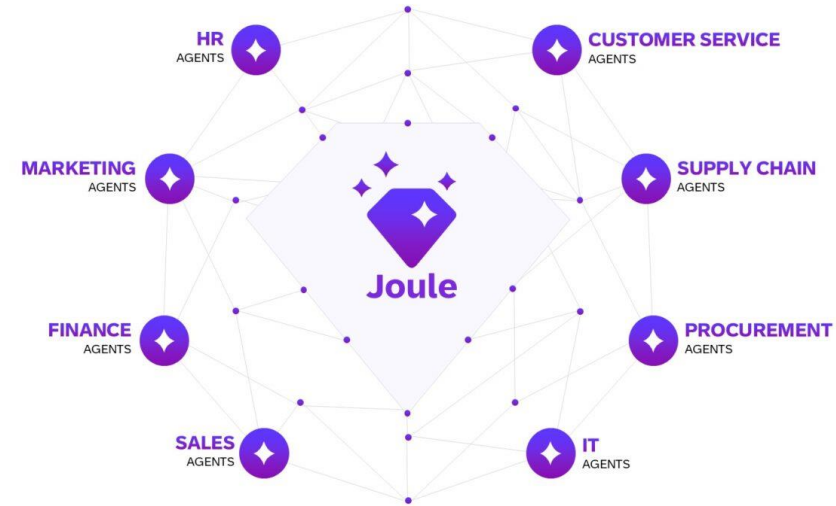 HR
AGENTS
CUSTOMER SERVICE
AGENTS
MARKETING
AGENTS
SUPPLY CHAIN
AGENTS
Joule
FINANCE
AGENTS
PROCUREMENT
AGENTS
SALES
AGENTS
IT
AGENTS